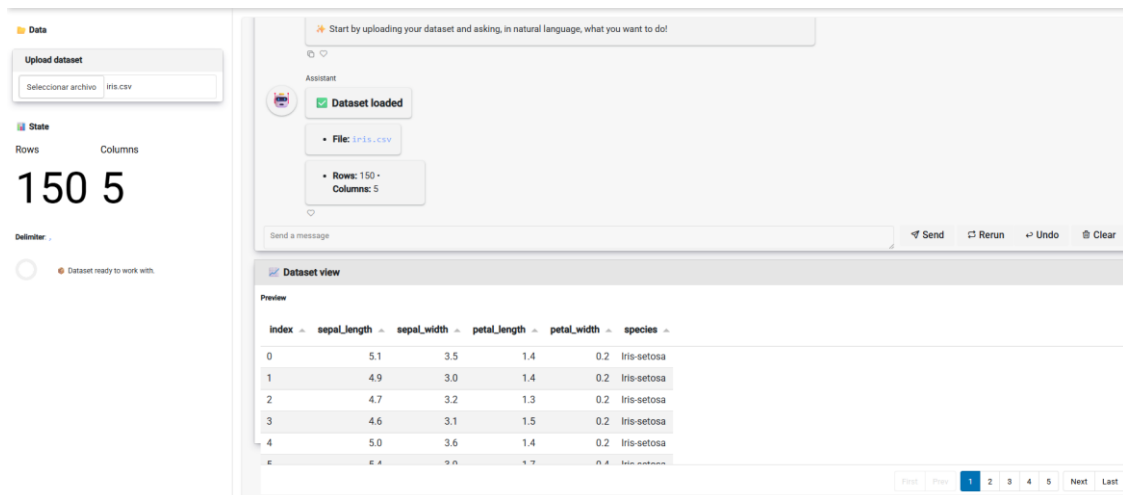 Data
Upload dataset
Seleccionar archivo iris.csv
State
Rows Columns
150 5
Delimiter: ,
Dataset ready to work with.
Start by uploading your dataset and asking, in natural language, what you want to do!
Assistant
Dataset loaded
• File: iris.csv
• Rows: 150 •
Columns: 5
Send a message
Send Rerun Undo Clear
Dataset view
Preview
index sepal_length sepal_width petal_length petal_width species
0 5.1 3.5 1.4 0.2 Iris-setosa
1 4.9 3.0 1.4 0.2 Iris-setosa
2 4.7 3.2 1.3 0.2 Iris-setosa
3 4.6 3.1 1.5 0.2 Iris-setosa
4 5.0 3.6 1.4 0.2 Iris-setosa
First Prev 1 2 3 4 5 Next Last